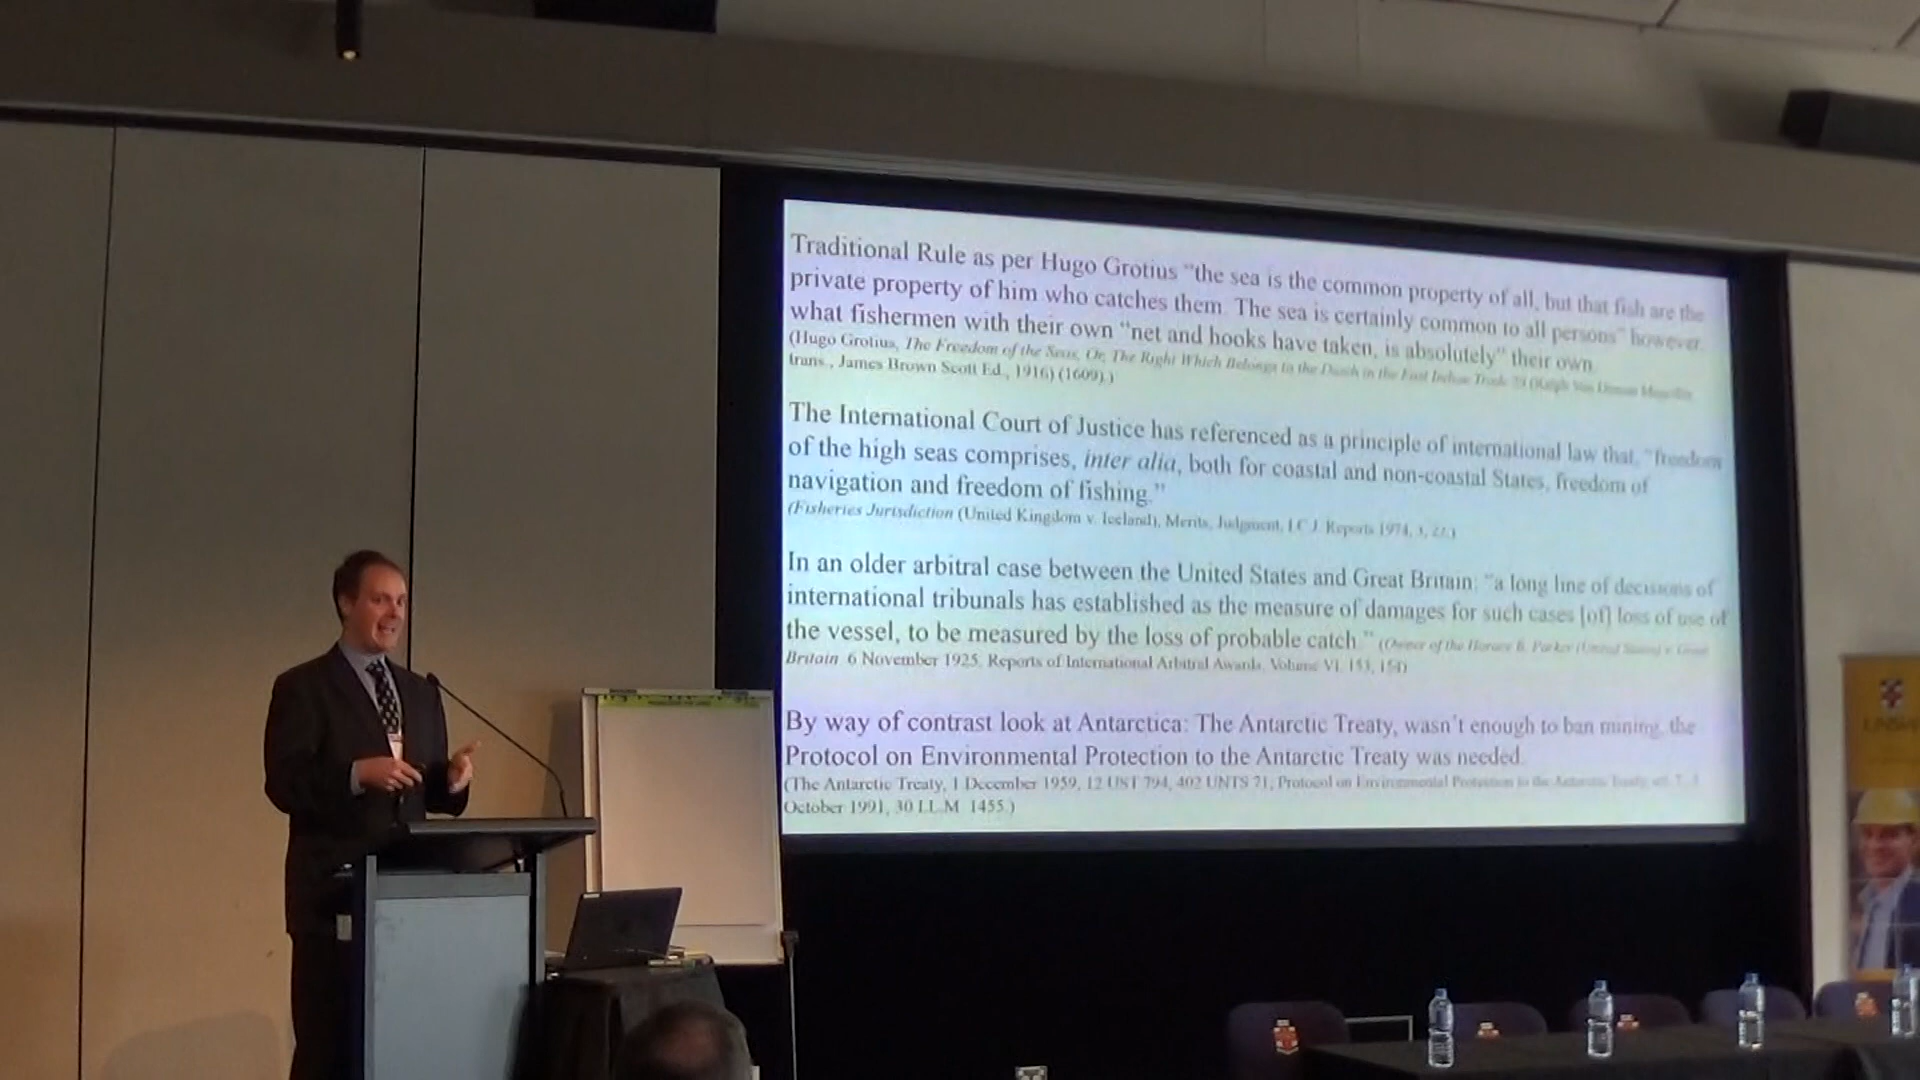 Traditional Rule as per Hugo Grotius "the sea is the common property of all, but that fish are the
private property of him who catches them. The sea is certainly common to all persons" however
what fishermen with their own "net and hooks have taken, is absolutely" their own.
(Hugo Grotius, The Freedom of the Seas, Or, The Right Which Belongs to the Dutch in the East Indian Trade
trans., James Brown Scott Ed., 1916) (1609).)
The International Court of Justice has referenced as a principle of international law that, "freedom
of the high seas comprises, inter alia, both for coastal and non-coastal States, freedom of
navigation and freedom of fishing."
(Fisheries Jurisdiction (United Kingdom v. Iceland), Merits, Judgment, I.C.J. Reports 1974, 3,
In an older arbitral case between the United States and Great Britain: "a long line of decisions of
international tribunals has established as the measure of damages for such cases [of] loss of use of
the vessel, to be measured by the loss of probable catch." (Owner of the Horace B. Parker (United States) v. Great
Britain 6 November 1925, Reports of International Arbitral Awards, Volume VI, 153, 154)
By way of contrast look at Antarctica: The Antarctic Treaty, wasn't enough to ban mining, the
Protocol on Environmental Protection to the Antarctic Treaty was needed.
(The Antarctic Treaty, 1 December 1959, 12 UST 794, 402 UNTS 71, Protocol on Environmental Protection to the Antarctic Treaty
October 1991, 30 I.L.M. 1455.)